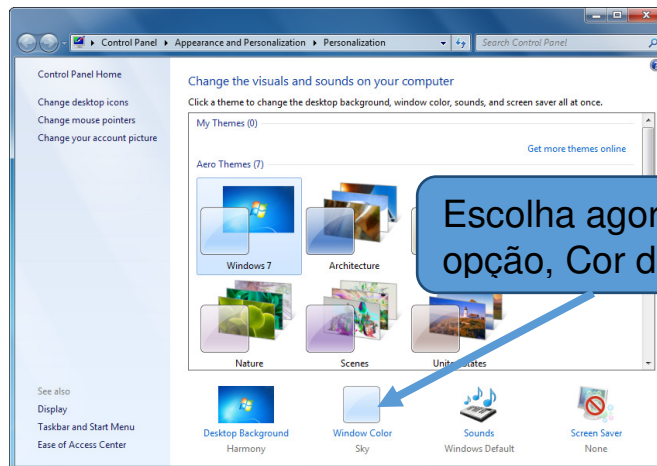 Control Panel ▸ Appearance and Personalization ▸ Personalization
Search Control Panel
Control Panel Home
Change desktop icons
Change mouse pointers
Change your account picture
Change the visuals and sounds on your computer
Click a theme to change the desktop background, window color, sounds, and screen saver all at once.
My Themes (0)
Get more themes online
Aero Themes (7)
Windows 7
Architecture
Escolha agor
opção, Cor d
Nature
Scenes
United States
See also
Display
Taskbar and Start Menu
Ease of Access Center
Desktop Background
Harmony
Window Color
Sky
Sounds
Windows Default
Screen Saver
None